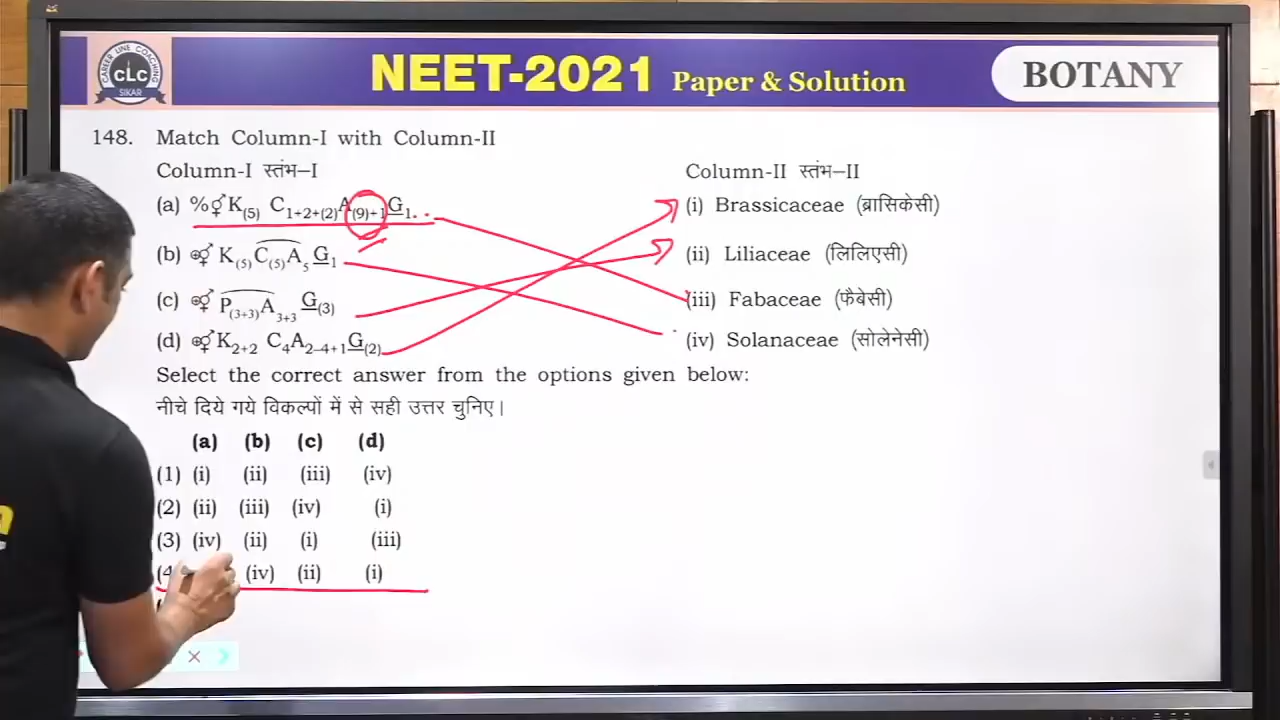 CAREER LINE COACHING
CLC
SIKAR
NEET-2021 Paper & Solution
BOTANY
148. Match Column-I with Column-II
Column-I स्तंभ–I Column-II स्तंभ–II
(a) %⚥K(5) C1+2+(2)A(9)+1G1 (i) Brassicaceae (ब्रासिकेसी)
(b) ⊕⚥ K(5)C(5)A5 G1 (ii) Liliaceae (लिलिएसी)
(c) ⊕⚥ P(3+3)A3+3 G(3) (iii) Fabaceae (फैबेसी)
(d) ⊕⚥K2+2 C4A2–4+1G(2) (iv) Solanaceae (सोलेनेसी)
Select the correct answer from the options given below:
नीचे दिये गये विकल्पों में से सही उत्तर चुनिए।
(a) (b) (c) (d)
(1) (i) (ii) (iii) (iv)
(2) (ii) (iii) (iv) (i)
(3) (iv) (ii) (i) (iii)
(4 (iv) (ii) (i)